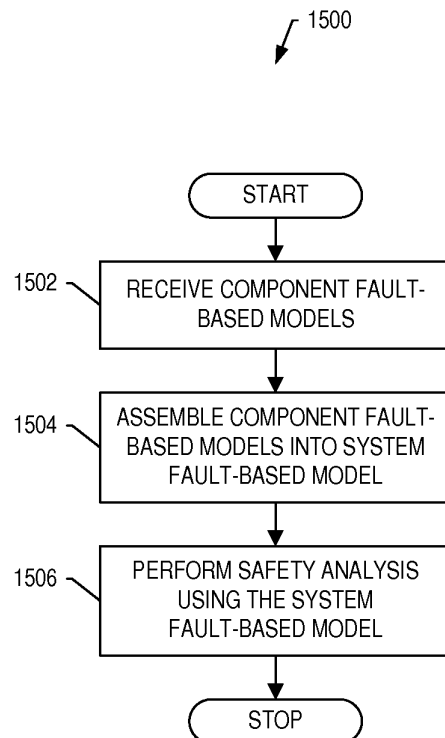 1500
START
1502
RECEIVE COMPONENT FAULT-
BASED MODELS
1504
ASSEMBLE COMPONENT FAULT-
BASED MODELS INTO SYSTEM
FAULT-BASED MODEL
1506
PERFORM SAFETY ANALYSIS
USING THE SYSTEM
FAULT-BASED MODEL
STOP